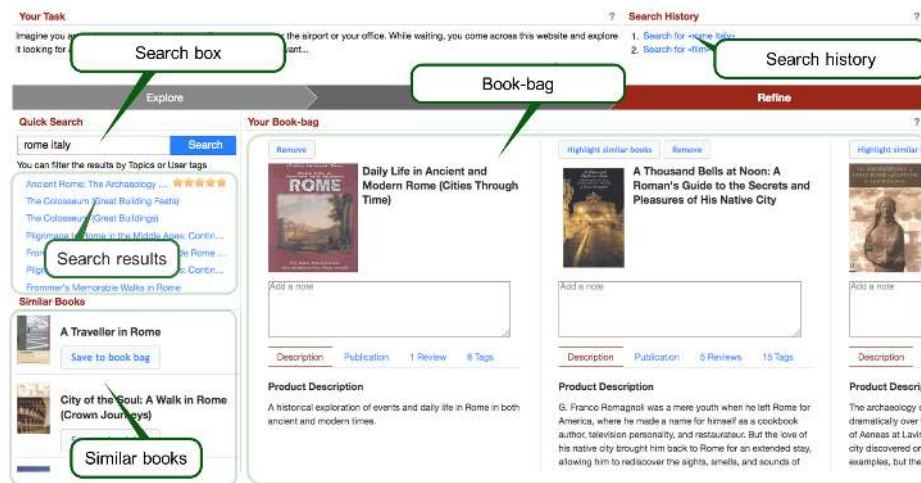 Your Task
?
Search History
?
Imagine you
the airport or your office. While waiting, you come across this website and explore
it looking for
1. Search for «rome italy»
2. Search for «film»
Search box
Book-bag
Search history
Explore
Refine
Quick Search
Your Book-bag
?
rome italy
Search
You can filter the results by Topics or User tags
Ancient Rome: The Archaeology ...
The Colosseum (Great Building Feats)
The Colosseum (Great Buildings)
Pilgrimage to Rome in the Middle Ages: Contin...
Rome ...
Contin...
Frommer's Memorable Walks in Rome
Search results
Similar Books
A Traveller in Rome
Save to book bag
City of the Soul: A Walk in Rome
(Crown Journeys)
Similar books
Remove
ROME
Daily Life in Ancient and
Modern Rome (Cities Through
Time)
Add a note
Description Publication 1 Review 8 Tags
Product Description
A historical exploration of events and daily life in Rome in both
ancient and modern times.
Highlight similar books Remove
A Thousand Bells at Noon: A
Roman's Guide to the Secrets and
Pleasures of His Native City
Add a note
Description Publication 5 Reviews 15 Tags
Product Description
G. Franco Romagnoli was a mere youth when he left Rome for
America, where he made a name for himself as a cookbook
author, television personality, and restaurateur. But the love of
his native city brought him back to Rome for an extended stay,
allowing him to rediscover the sights, smells, and sounds of
Highlight similar
Add a note
Description
Product Descri
The archaeology
dramatically over
of Aeneas at Lavin
city discovered on
examples, but the